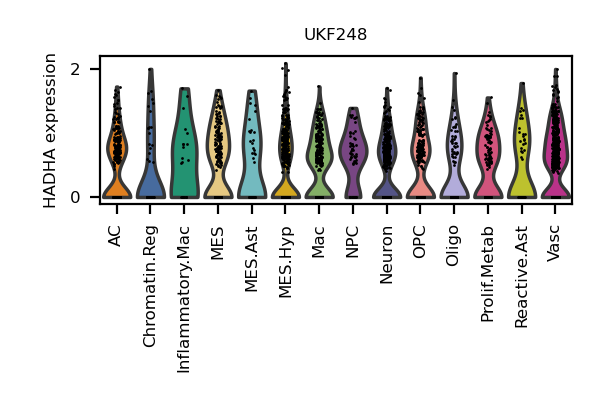 UKF248
HADHA expression
2
0
AC
Chromatin.Reg
Inflammatory.Mac
MES
MES.Ast
MES.Hyp
Mac
NPC
Neuron
OPC
Oligo
Prolif.Metab
Reactive.Ast
Vasc